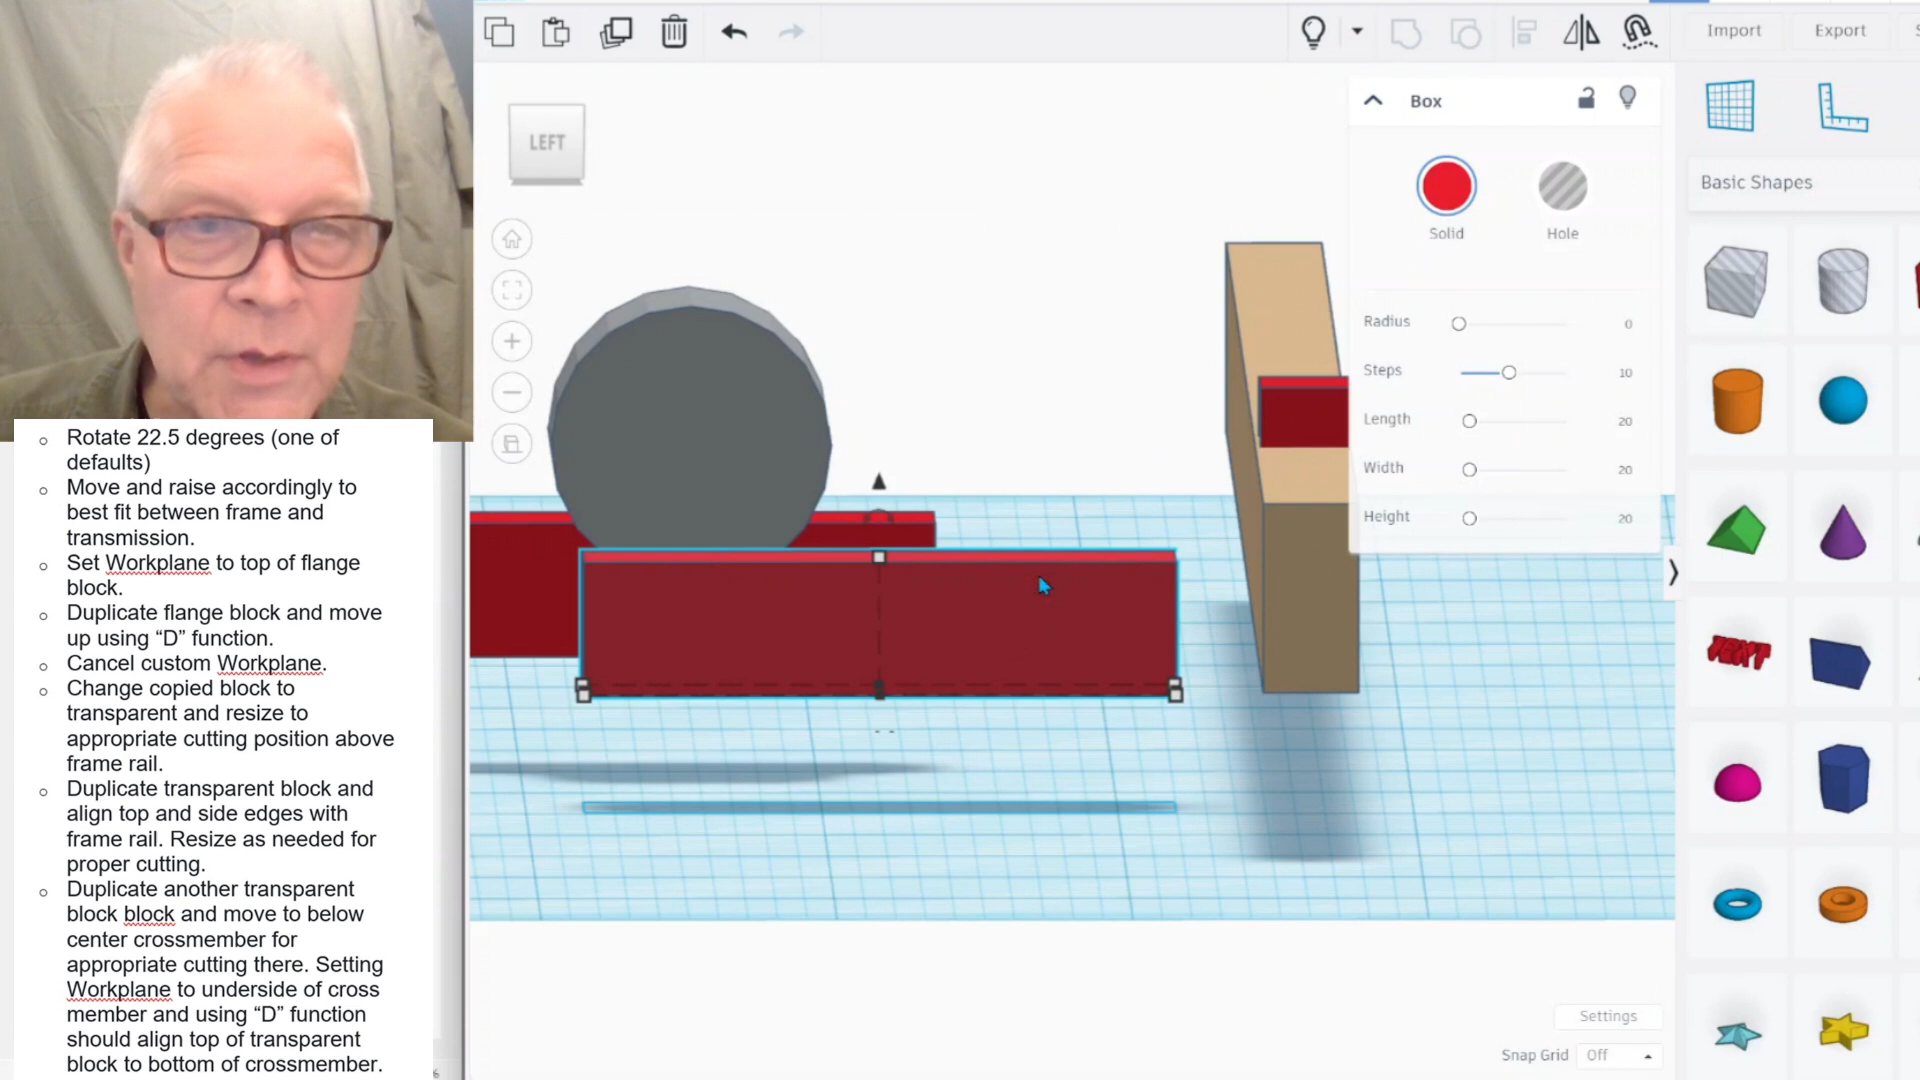 Import
Export
Box
LEFT
Basic Shapes
Solid
Hole
Radius
0
Steps
10
Length
20
Width
20
Height
20
TEXT
Settings
Snap Grid
Off
Rotate 22.5 degrees (one of
defaults)
Move and raise accordingly to
best fit between frame and
transmission.
Set Workplane to top of flange
block.
Duplicate flange block and move
up using “D” function.
Cancel custom Workplane.
Change copied block to
transparent and resize to
appropriate cutting position above
frame rail.
Duplicate transparent block and
align top and side edges with
frame rail. Resize as needed for
proper cutting.
Duplicate another transparent
block block and move to below
center crossmember for
appropriate cutting there. Setting
Workplane to underside of cross
member and using “D” function
should align top of transparent
block to bottom of crossmember.
%